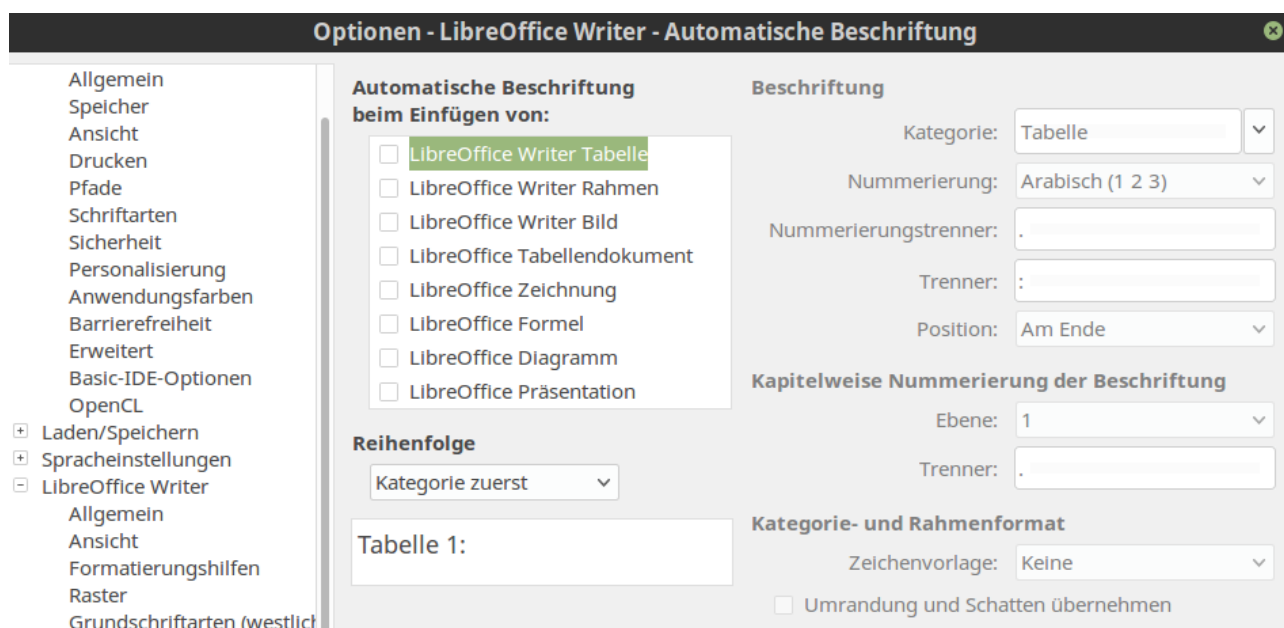 Optionen - LibreOffice Writer - Automatische Beschriftung
Allgemein
Speicher
Ansicht
Drucken
Pfade
Schriftarten
Sicherheit
Personalisierung
Anwendungsfarben
Barrierefreiheit
Erweitert
Basic-IDE-Optionen
OpenCL
Laden/Speichern
Spracheinstellungen
LibreOffice Writer
Allgemein
Ansicht
Formatierungshilfen
Raster
Grundschriftarten (westlich
Automatische Beschriftung
beim Einfügen von:
LibreOffice Writer Tabelle
LibreOffice Writer Rahmen
LibreOffice Writer Bild
LibreOffice Tabellendokument
LibreOffice Zeichnung
LibreOffice Formel
LibreOffice Diagramm
LibreOffice Präsentation
Reihenfolge
Kategorie zuerst
Tabelle 1:
Beschriftung
Kategorie: Tabelle
Nummerierung: Arabisch (1 2 3)
Nummerierungstrenner: .
Trenner: :
Position: Am Ende
Kapitelweise Nummerierung der Beschriftung
Ebene: 1
Trenner: .
Kategorie- und Rahmenformat
Zeichenvorlage: Keine
Umrandung und Schatten übernehmen